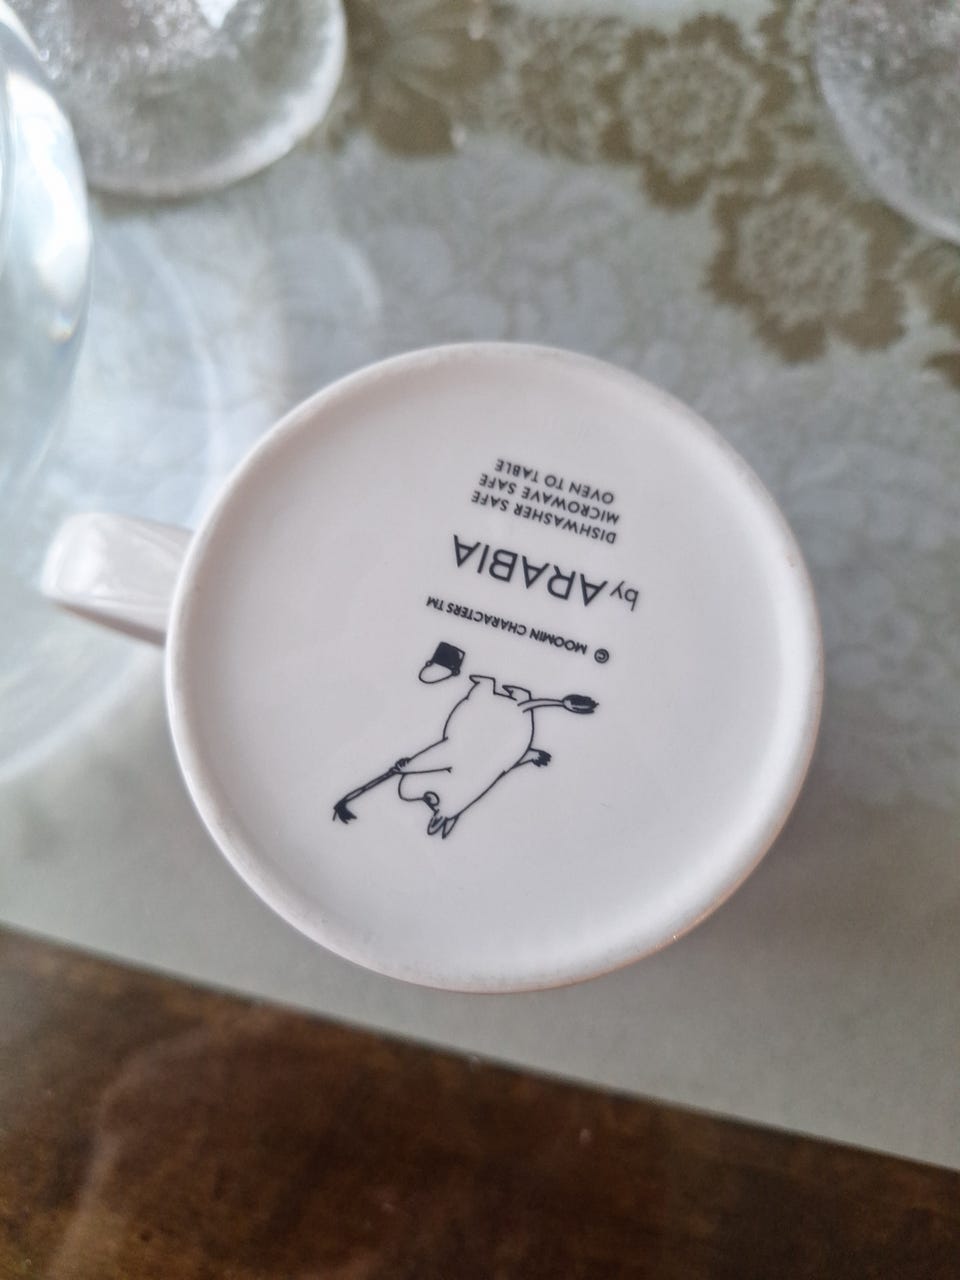 © MOOMIN CHARACTERS TM
by ARABIA
DISHWASHER SAFE
MICROWAVE SAFE
OVEN TO TABLE